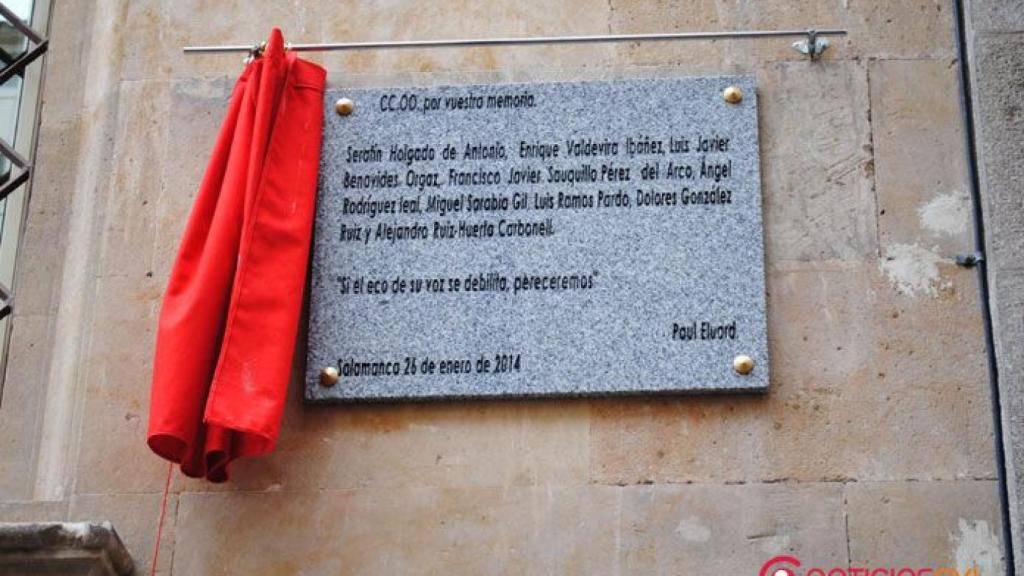 CC.OO. por vuestra memoria.
Serafín Holgado de Antonio, Enrique Valdevira Ibáñez, Luis Javier
Benavides Orgaz, Francisco Javier Sauquillo Pérez del Arco, Ángel
Rodríguez leal, Miguel Sarabia Gil, Luis Ramos Pardo, Dolores González
Ruiz y Alejandro Ruiz-Huerta Carbonell.
"Si el eco de su voz se debilita, pereceremos"
Paul Eluard
Salamanca 26 de enero de 2014